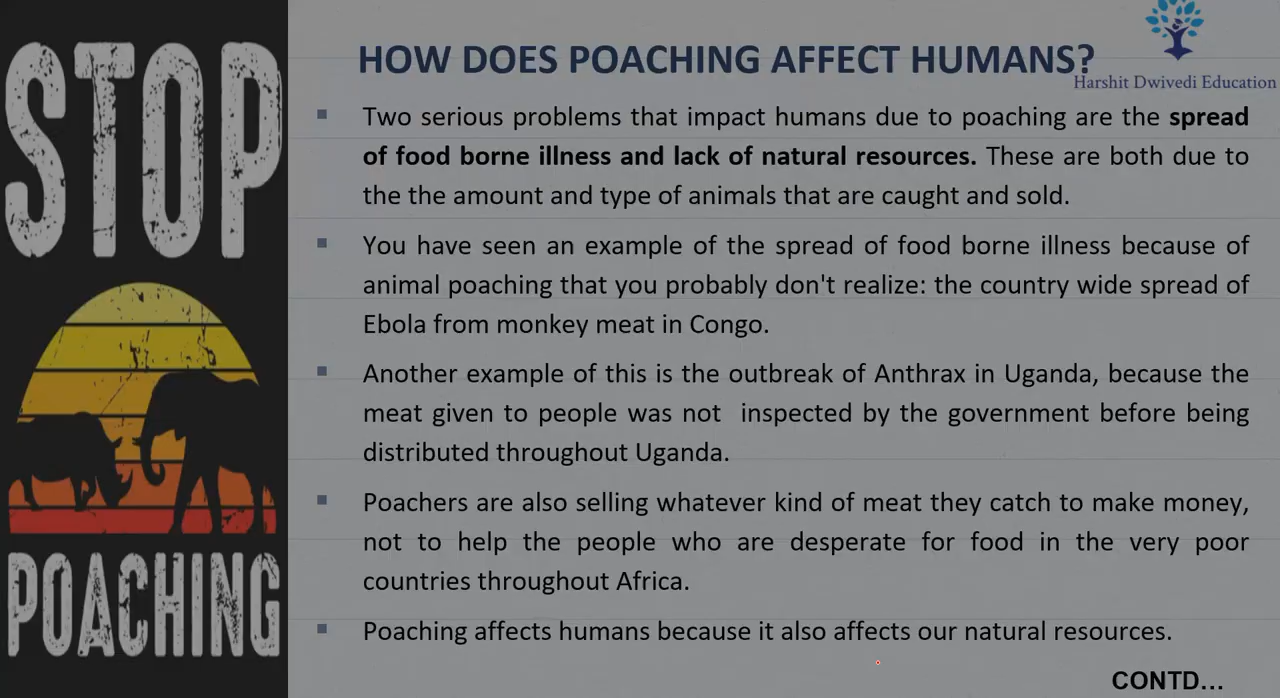 STOP
POACHING
HOW DOES POACHING AFFECT HUMANS?
Harshit Dwivedi Education
▪ Two serious problems that impact humans due to poaching are the spread
of food borne illness and lack of natural resources. These are both due to
the the amount and type of animals that are caught and sold.
▪ You have seen an example of the spread of food borne illness because of
animal poaching that you probably don't realize: the country wide spread of
Ebola from monkey meat in Congo.
▪ Another example of this is the outbreak of Anthrax in Uganda, because the
meat given to people was not inspected by the government before being
distributed throughout Uganda.
▪ Poachers are also selling whatever kind of meat they catch to make money,
not to help the people who are desperate for food in the very poor
countries throughout Africa.
▪ Poaching affects humans because it also affects our natural resources.
CONTD...